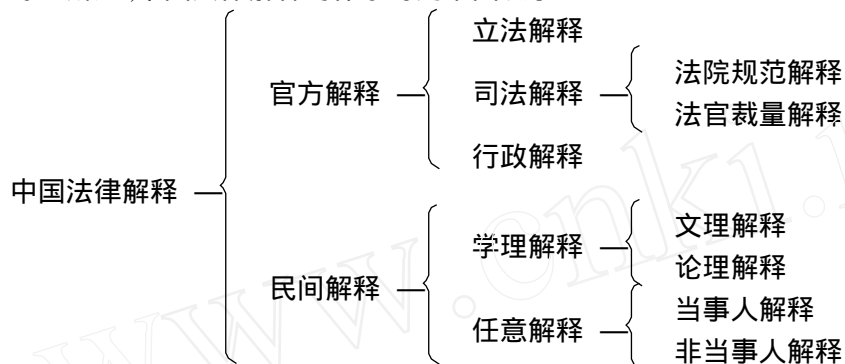 立法解释
法院规范解释
官方解释 — 司法解释 —
法官裁量解释
行政解释
中国法律解释 —
文理解释
学理解释 —
论理解释
民间解释 —
当事人解释
任意解释 —
非当事人解释
www.cnki.